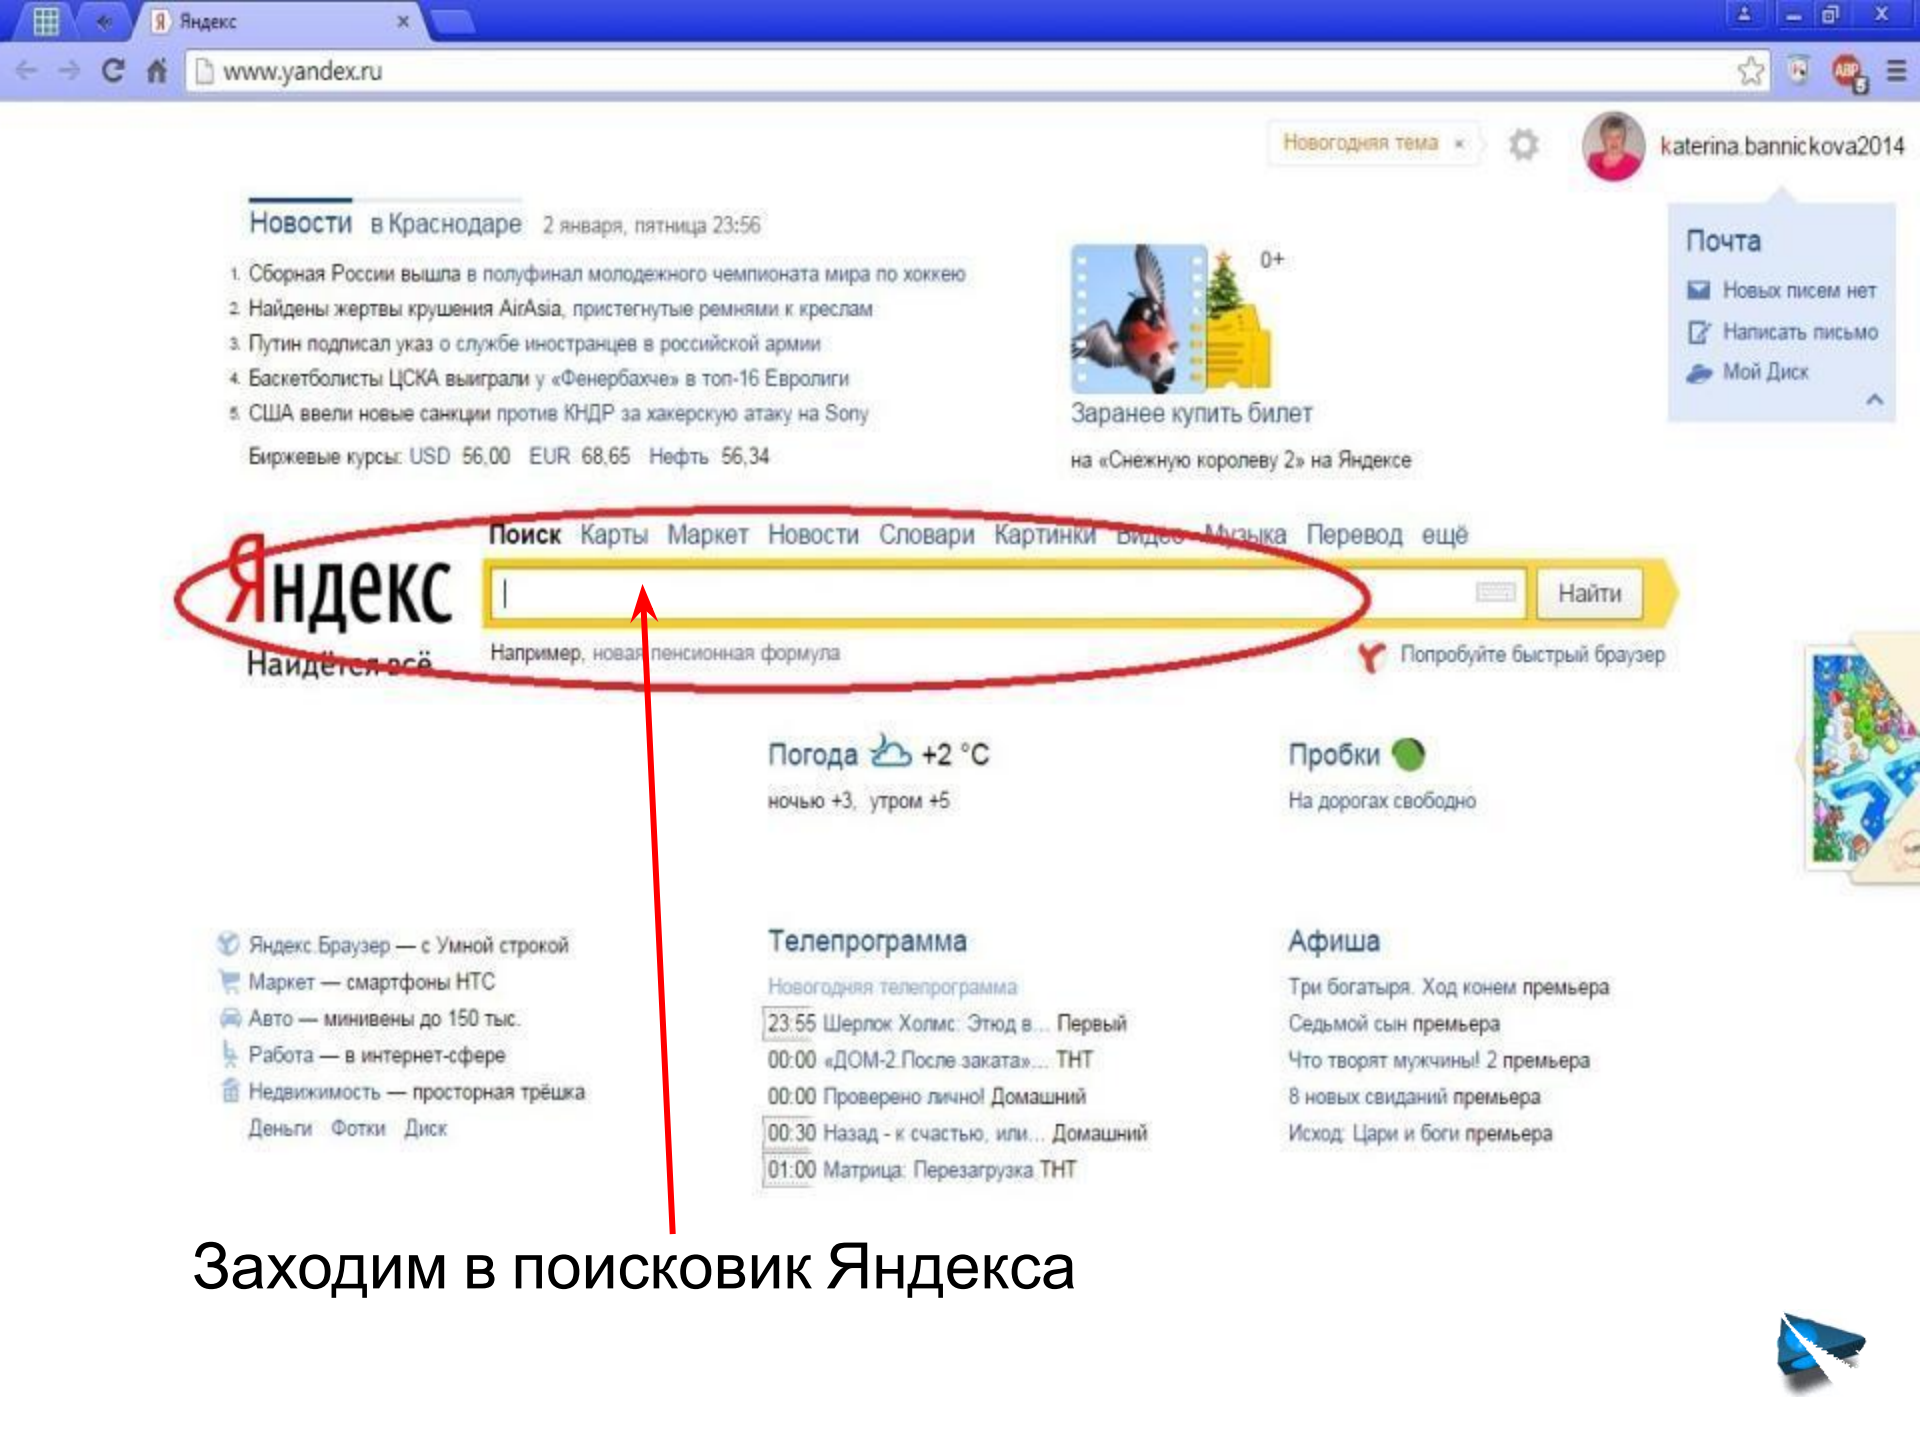 Яндекс
www.yandex.ru
ABP
5
Новогодняя тема ×
katerina.bannickova2014
Новости в Краснодаре 2 января, пятница 23:56
1. Сборная России вышла в полуфинал молодежного чемпионата мира по хоккею
2. Найдены жертвы крушения AirAsia, пристегнутые ремнями к креслам
3. Путин подписал указ о службе иностранцев в российской армии
4. Баскетболисты ЦСКА выиграли у «Фенербахче» в топ-16 Евролиги
5. США ввели новые санкции против КНДР за хакерскую атаку на Sony
Биржевые курсы: USD 56,00 EUR 68,65 Нефть 56,34
0+
Заранее купить билет
на «Снежную королеву 2» на Яндексе
Почта
Новых писем нет
Написать письмо
Мой Диск
Поиск Карты Маркет Новости Словари Картинки Видео Музыка Перевод ещё
Яндекс
Найти
Найдётся всё
Например, новая пенсионная формула
Попробуйте быстрый браузер
Погода +2 °C
ночью +3, утром +5
Пробки
На дорогах свободно
Яндекс.Браузер — с Умной строкой
Маркет — смартфоны HTC
Авто — минивены до 150 тыс.
Работа — в интернет-сфере
Недвижимость — просторная трёшка
Деньги Фотки Диск
Телепрограмма
Новогодняя телепрограмма
23:55 Шерлок Холмс: Этюд в... Первый
00:00 «ДОМ-2.После заката»... ТНТ
00:00 Проверено лично! Домашний
00:30 Назад - к счастью, или... Домашний
01:00 Матрица: Перезагрузка ТНТ
Афиша
Три богатыря. Ход конем премьера
Седьмой сын премьера
Что творят мужчины! 2 премьера
8 новых свиданий премьера
Исход: Цари и боги премьера
Заходим в поисковик Яндекса